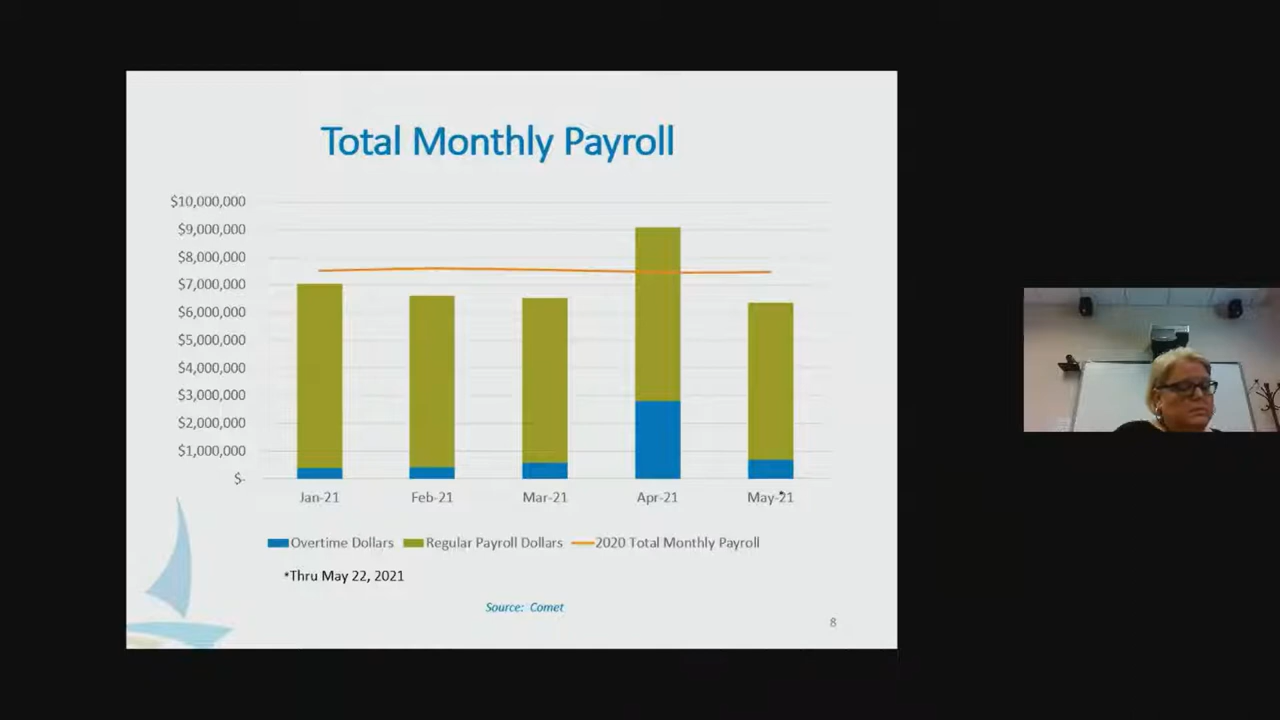 Total Monthly Payroll
$10,000,000
$9,000,000
$8,000,000
$7,000,000
$6,000,000
$5,000,000
$4,000,000
$3,000,000
$2,000,000
$1,000,000
$-
Jan-21 Feb-21 Mar-21 Apr-21 May-21*
Overtime Dollars Regular Payroll Dollars 2020 Total Monthly Payroll
*Thru May 22, 2021
Source: Comet
8